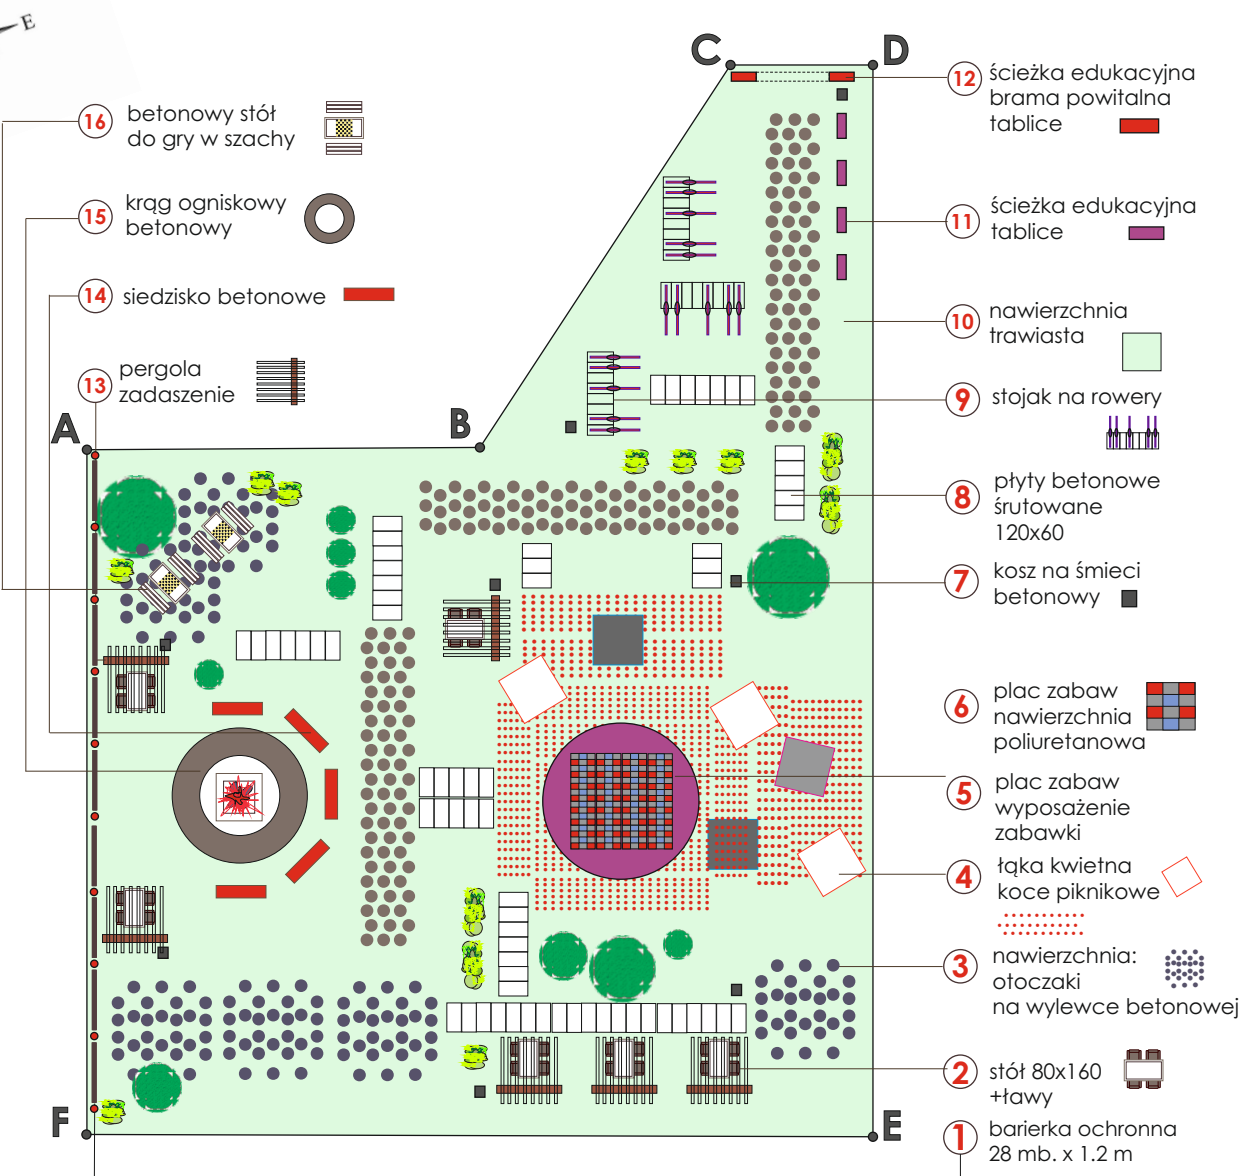 E
C
D
A
B
F
E
16
betonowy stół
do gry w szachy
15
krąg ogniskowy
betonowy
14
siedzisko betonowe
13
pergola
zadaszenie
12
ścieżka edukacyjna
brama powitalna
tablice
11
ścieżka edukacyjna
tablice
10
nawierzchnia
trawiasta
9
stojak na rowery
8
płyty betonowe
śrutowane
120x60
7
kosz na śmieci
betonowy
6
plac zabaw
nawierzchnia
poliuretanowa
5
plac zabaw
wyposażenie
zabawki
4
łąka kwietna
koce piknikowe
3
nawierzchnia:
otoczaki
na wylewce betonowej
2
stół 80x160
+ławy
1
barierka ochronna
28 mb. x 1.2 m